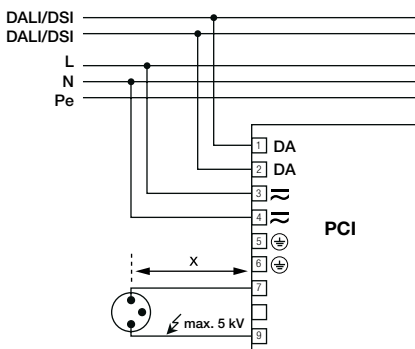 DALI/DSI
DALI/DSI
L
N
Pe
1 DA
2 DA
3
4
PCI
5
6
X
7
max. 5 kV
9